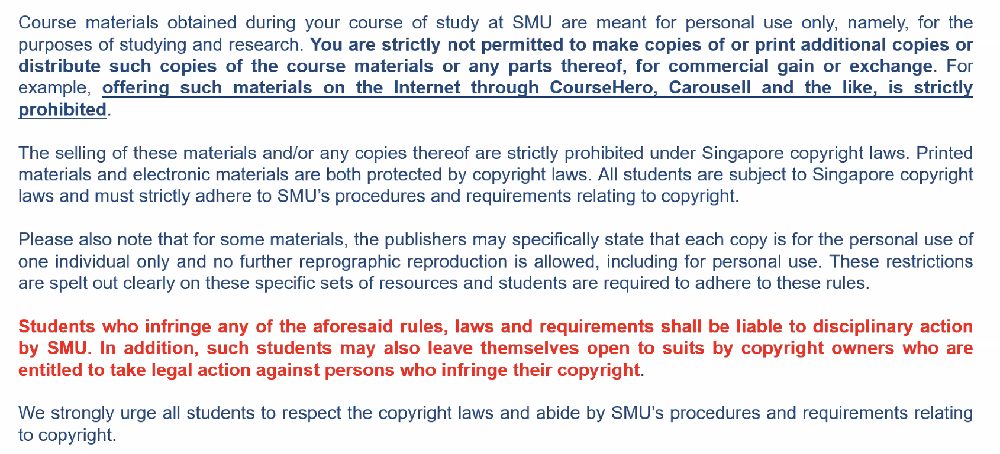 Course materials obtained during your course of study at SMU are meant for personal use only, namely, for the
purposes of studying and research. You are strictly not permitted to make copies of or print additional copies or
distribute such copies of the course materials or any parts thereof, for commercial gain or exchange. For
example, offering such materials on the Internet through CourseHero, Carousell and the like, is strictly
prohibited.
The selling of these materials and/or any copies thereof are strictly prohibited under Singapore copyright laws. Printed
materials and electronic materials are both protected by copyright laws. All students are subject to Singapore copyright
laws and must strictly adhere to SMU’s procedures and requirements relating to copyright.
Please also note that for some materials, the publishers may specifically state that each copy is for the personal use of
one individual only and no further reprographic reproduction is allowed, including for personal use. These restrictions
are spelt out clearly on these specific sets of resources and students are required to adhere to these rules.
Students who infringe any of the aforesaid rules, laws and requirements shall be liable to disciplinary action
by SMU. In addition, such students may also leave themselves open to suits by copyright owners who are
entitled to take legal action against persons who infringe their copyright.
We strongly urge all students to respect the copyright laws and abide by SMU’s procedures and requirements relating
to copyright.